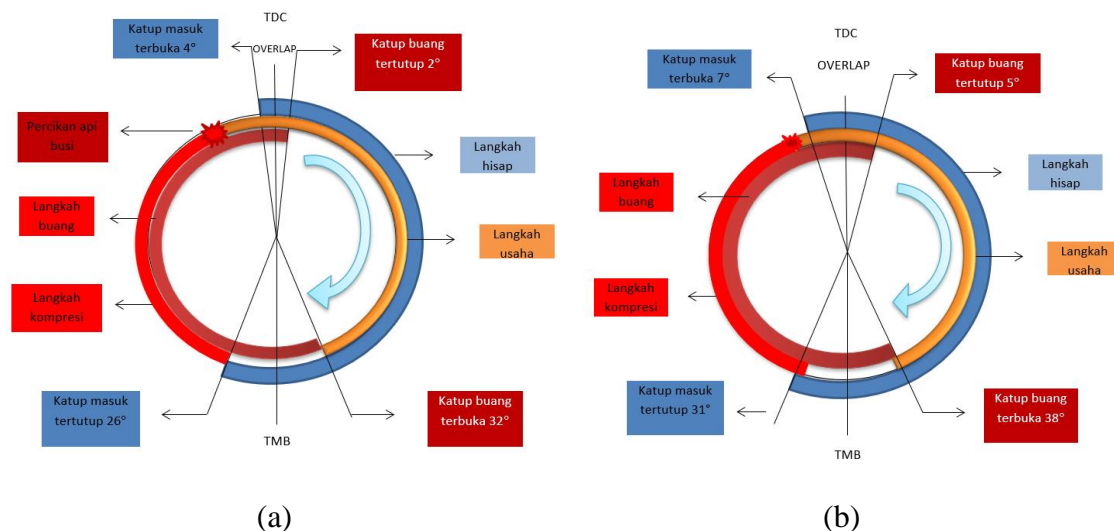 TDC
Katup masuk
terbuka 4°
OVERLAP
Katup buang
tertutup 2°
Percikan api
busi
Langkah
hisap
Langkah
buang
Langkah
usaha
Langkah
kompresi
Katup masuk
tertutup 26°
Katup buang
terbuka 32°
TMB
(a)
TDC
Katup masuk
terbuka 7°
OVERLAP
Katup buang
tertutup 5°
Langkah
hisap
Langkah
buang
Langkah
usaha
Langkah
kompresi
Katup masuk
tertutup 31°
Katup buang
terbuka 38°
TMB
(b)